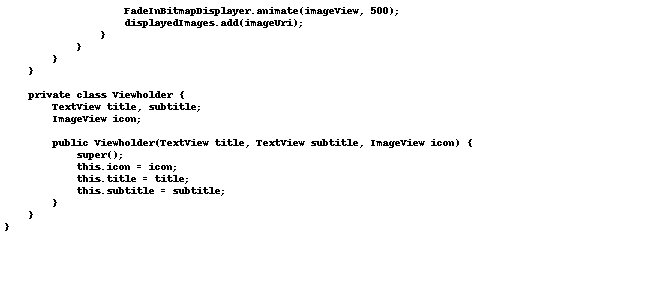 FadeInBitmapDisplayer.animate(imageView, 500);
displayedImages.add(imageUri);
}
}
}
}
private class Viewholder {
TextView title, subtitle;
ImageView icon;
public Viewholder(TextView title, TextView subtitle, ImageView icon) {
super();
this.icon = icon;
this.title = title;
this.subtitle = subtitle;
}
}
}